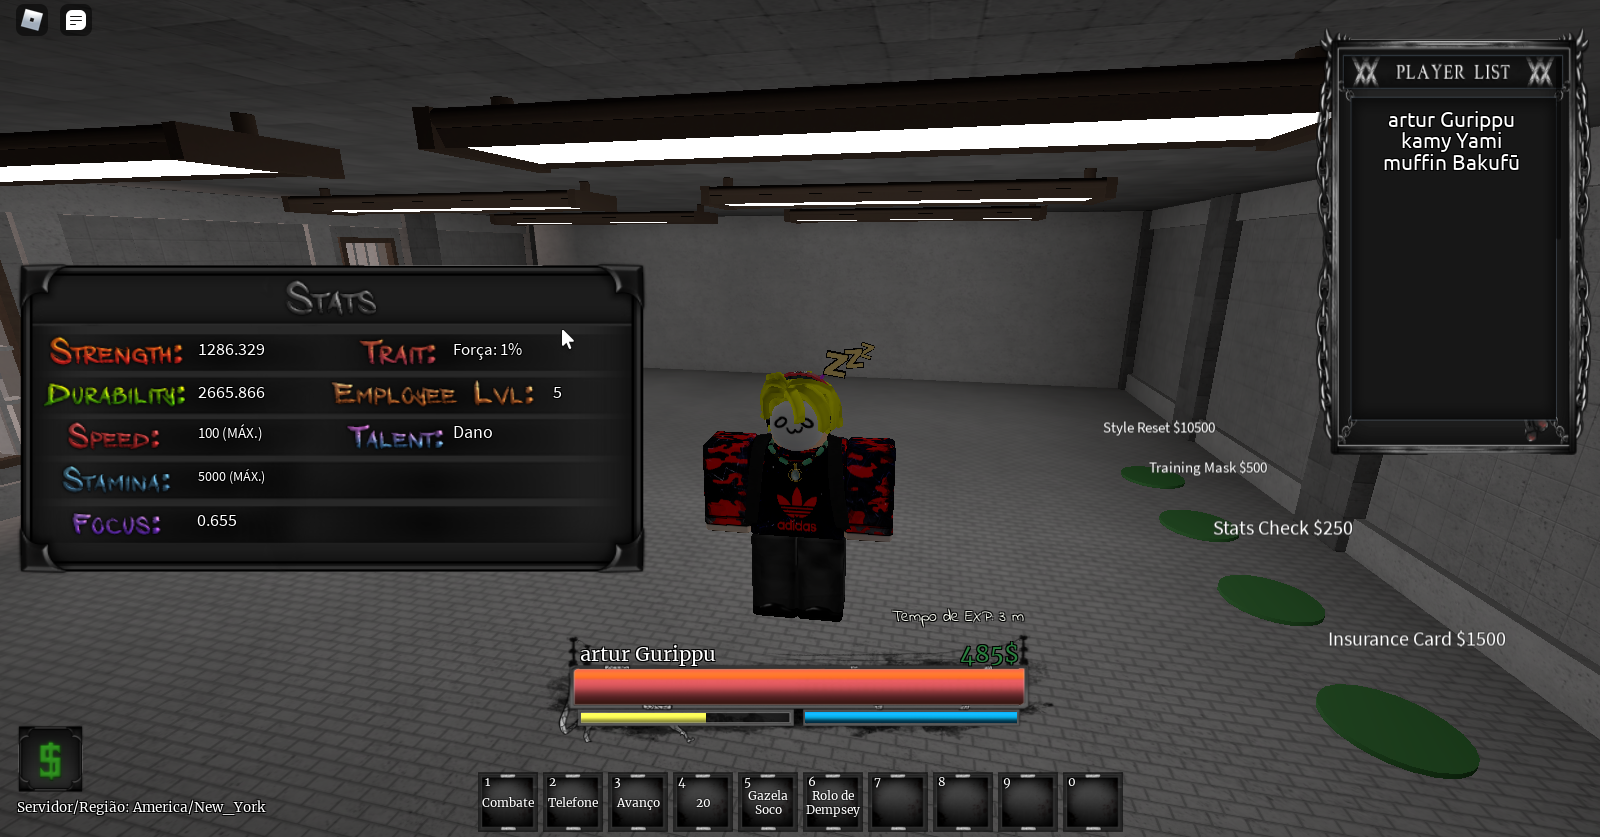 PLAYER LIST
artur Gurippu
kamy Yami
muffin Bakufū
STATS
STRENGTH: 1286.329
TRAIT: Força: 1%
DURABILITY: 2665.866
EMPLOYEE LVL: 5
SPEED: 100 (MÁX.)
TALENT: Dano
STAMINA: 5000 (MÁX.)
FOCUS: 0.655
ZZZ
adidas
Style Reset $10500
Training Mask $500
Stats Check $250
Insurance Card $1500
Tempo de EXP: 3 m
artur Gurippu
485$
$
Servidor/Região: America/New_York
1 Combate
2 Telefone
3 Avanço
4 20
5 Gazela Soco
6 Rolo de Dempsey
7
8
9
0